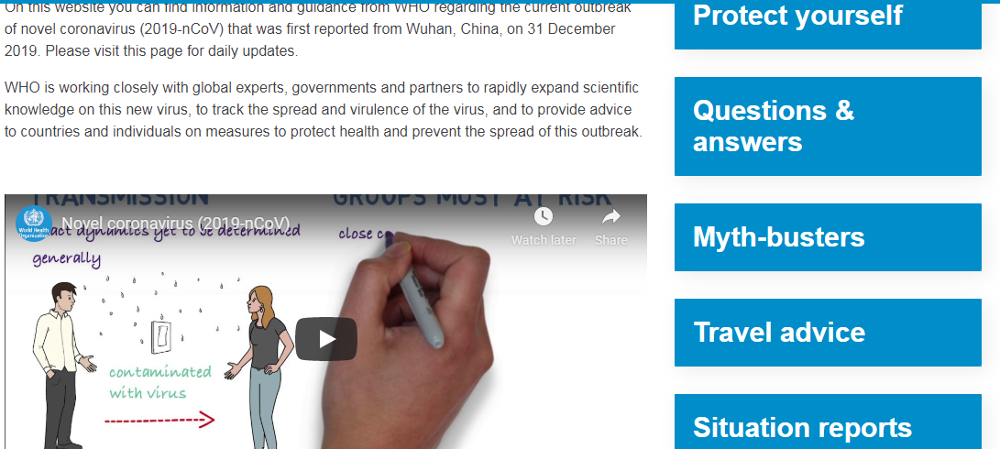 On this website you can find information and guidance from WHO regarding the current outbreak
of novel coronavirus (2019-nCoV) that was first reported from Wuhan, China, on 31 December
2019. Please visit this page for daily updates.
WHO is working closely with global experts, governments and partners to rapidly expand scientific
knowledge on this new virus, to track the spread and virulence of the virus, and to provide advice
to countries and individuals on measures to protect health and prevent the spread of this outbreak.
TRANSMISSION
GROUPS MOST AT RISK
World Health
Organization
Novel coronavirus (2019-nCoV)
act dynamics yet to be determined
generally
close c
Watch later
Share
contaminated
with virus
Protect yourself
Questions &
answers
Myth-busters
Travel advice
Situation reports